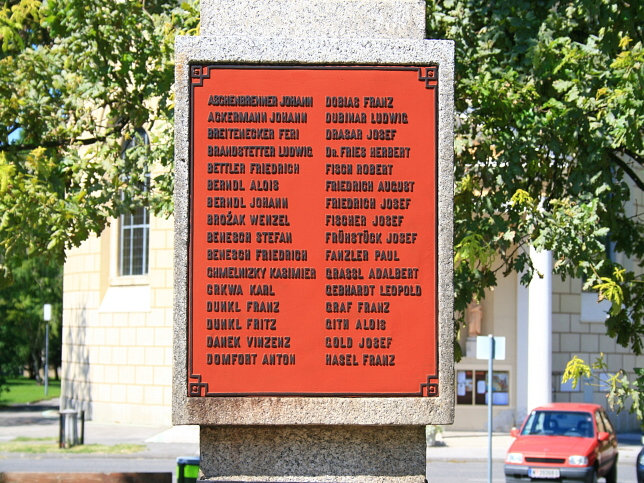 ASCHENBRENNER JOHANN
ACKERMANN JOHANN
BREITENECKER FERI
BRANDSTETTER LUDWIG
BETTLER FRIEDRICH
BERNDL ALOIS
BERNDL JOHANN
BROŽAK WENZEL
BENESCH STEFAN
BENESCH FRIEDRICH
CHMELNIZKY KASIMIER
CRKWA KARL
DUNKL FRANZ
DUNKL FRITZ
DANEK VINZENZ
DOMFORT ANTON
DOBIAS FRANZ
DUBINAR LUDWIG
DRASAR JOSEF
DR. FRIES HERBERT
FISCH ROBERT
FRIEDRICH AUGUST
FRIEDRICH JOSEF
FISCHER JOSEF
FRÜHSTÜCK JOSEF
FANZLER PAUL
GRASSL ADALBERT
GEBHARDT LEOPOLD
GRAF FRANZ
GITH ALOIS
GOLD JOSEF
HASEL FRANZ